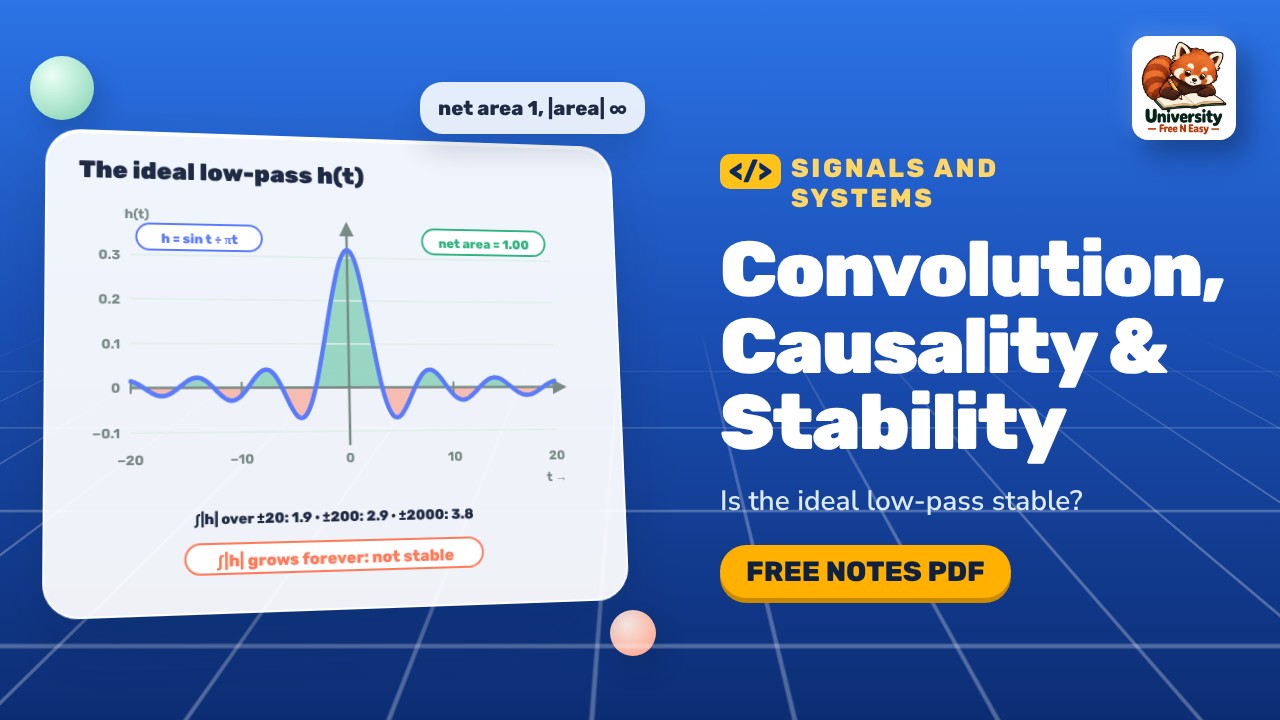 net area 1, |area| ∞
The ideal low-pass h(t)
h(t)
h = sin t ÷ πt
net area = 1.00
0.3
0.2
0.1
0
−0.1
−20
−10
0
10
20
t →
∫|h| over ±20: 1.9 • ±200: 2.9 • ±2000: 3.8
∫|h| grows forever: not stable
University
Free N Easy
</> SIGNALS AND
SYSTEMS
Convolution,
Causality &
Stability
Is the ideal low-pass stable?
FREE NOTES PDF